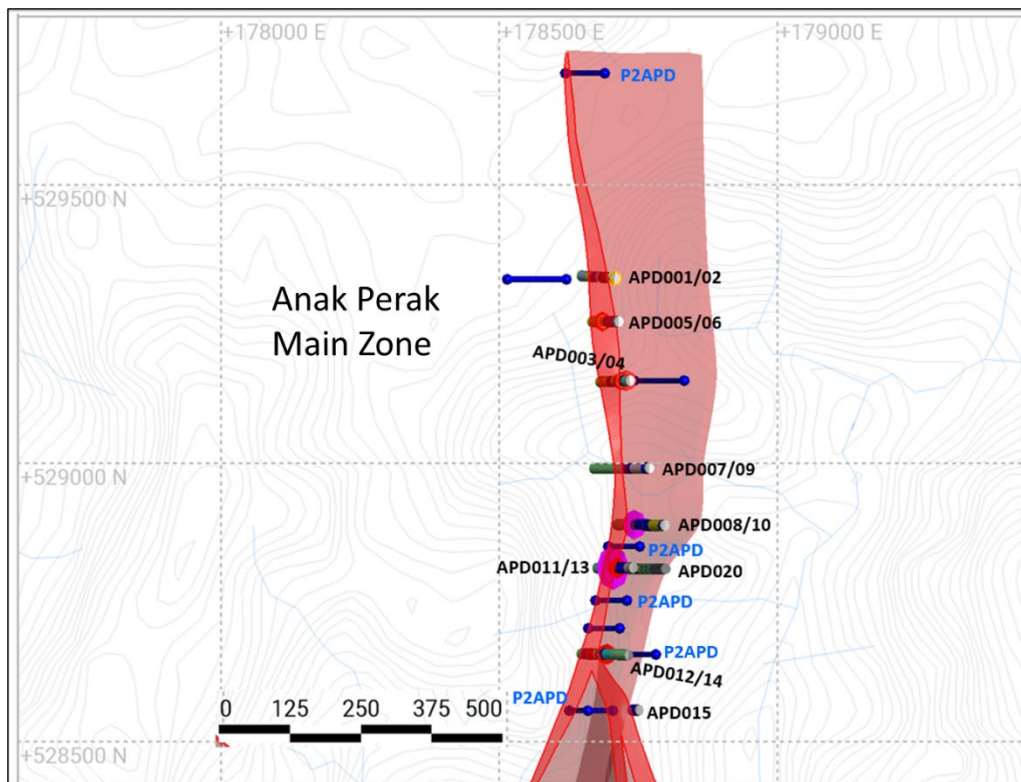 +178000 E
+178500 E
+179000 E
P2APD
+529500 N
APD001/02
Anak Perak
Main Zone
APD005/06
APD003/04
+529000 N
APD007/09
APD008/10
P2APD
APD011/13
APD020
P2APD
P2APD
APD012/14
P2APD
APD015
0 125 250 375 500
+528500 N